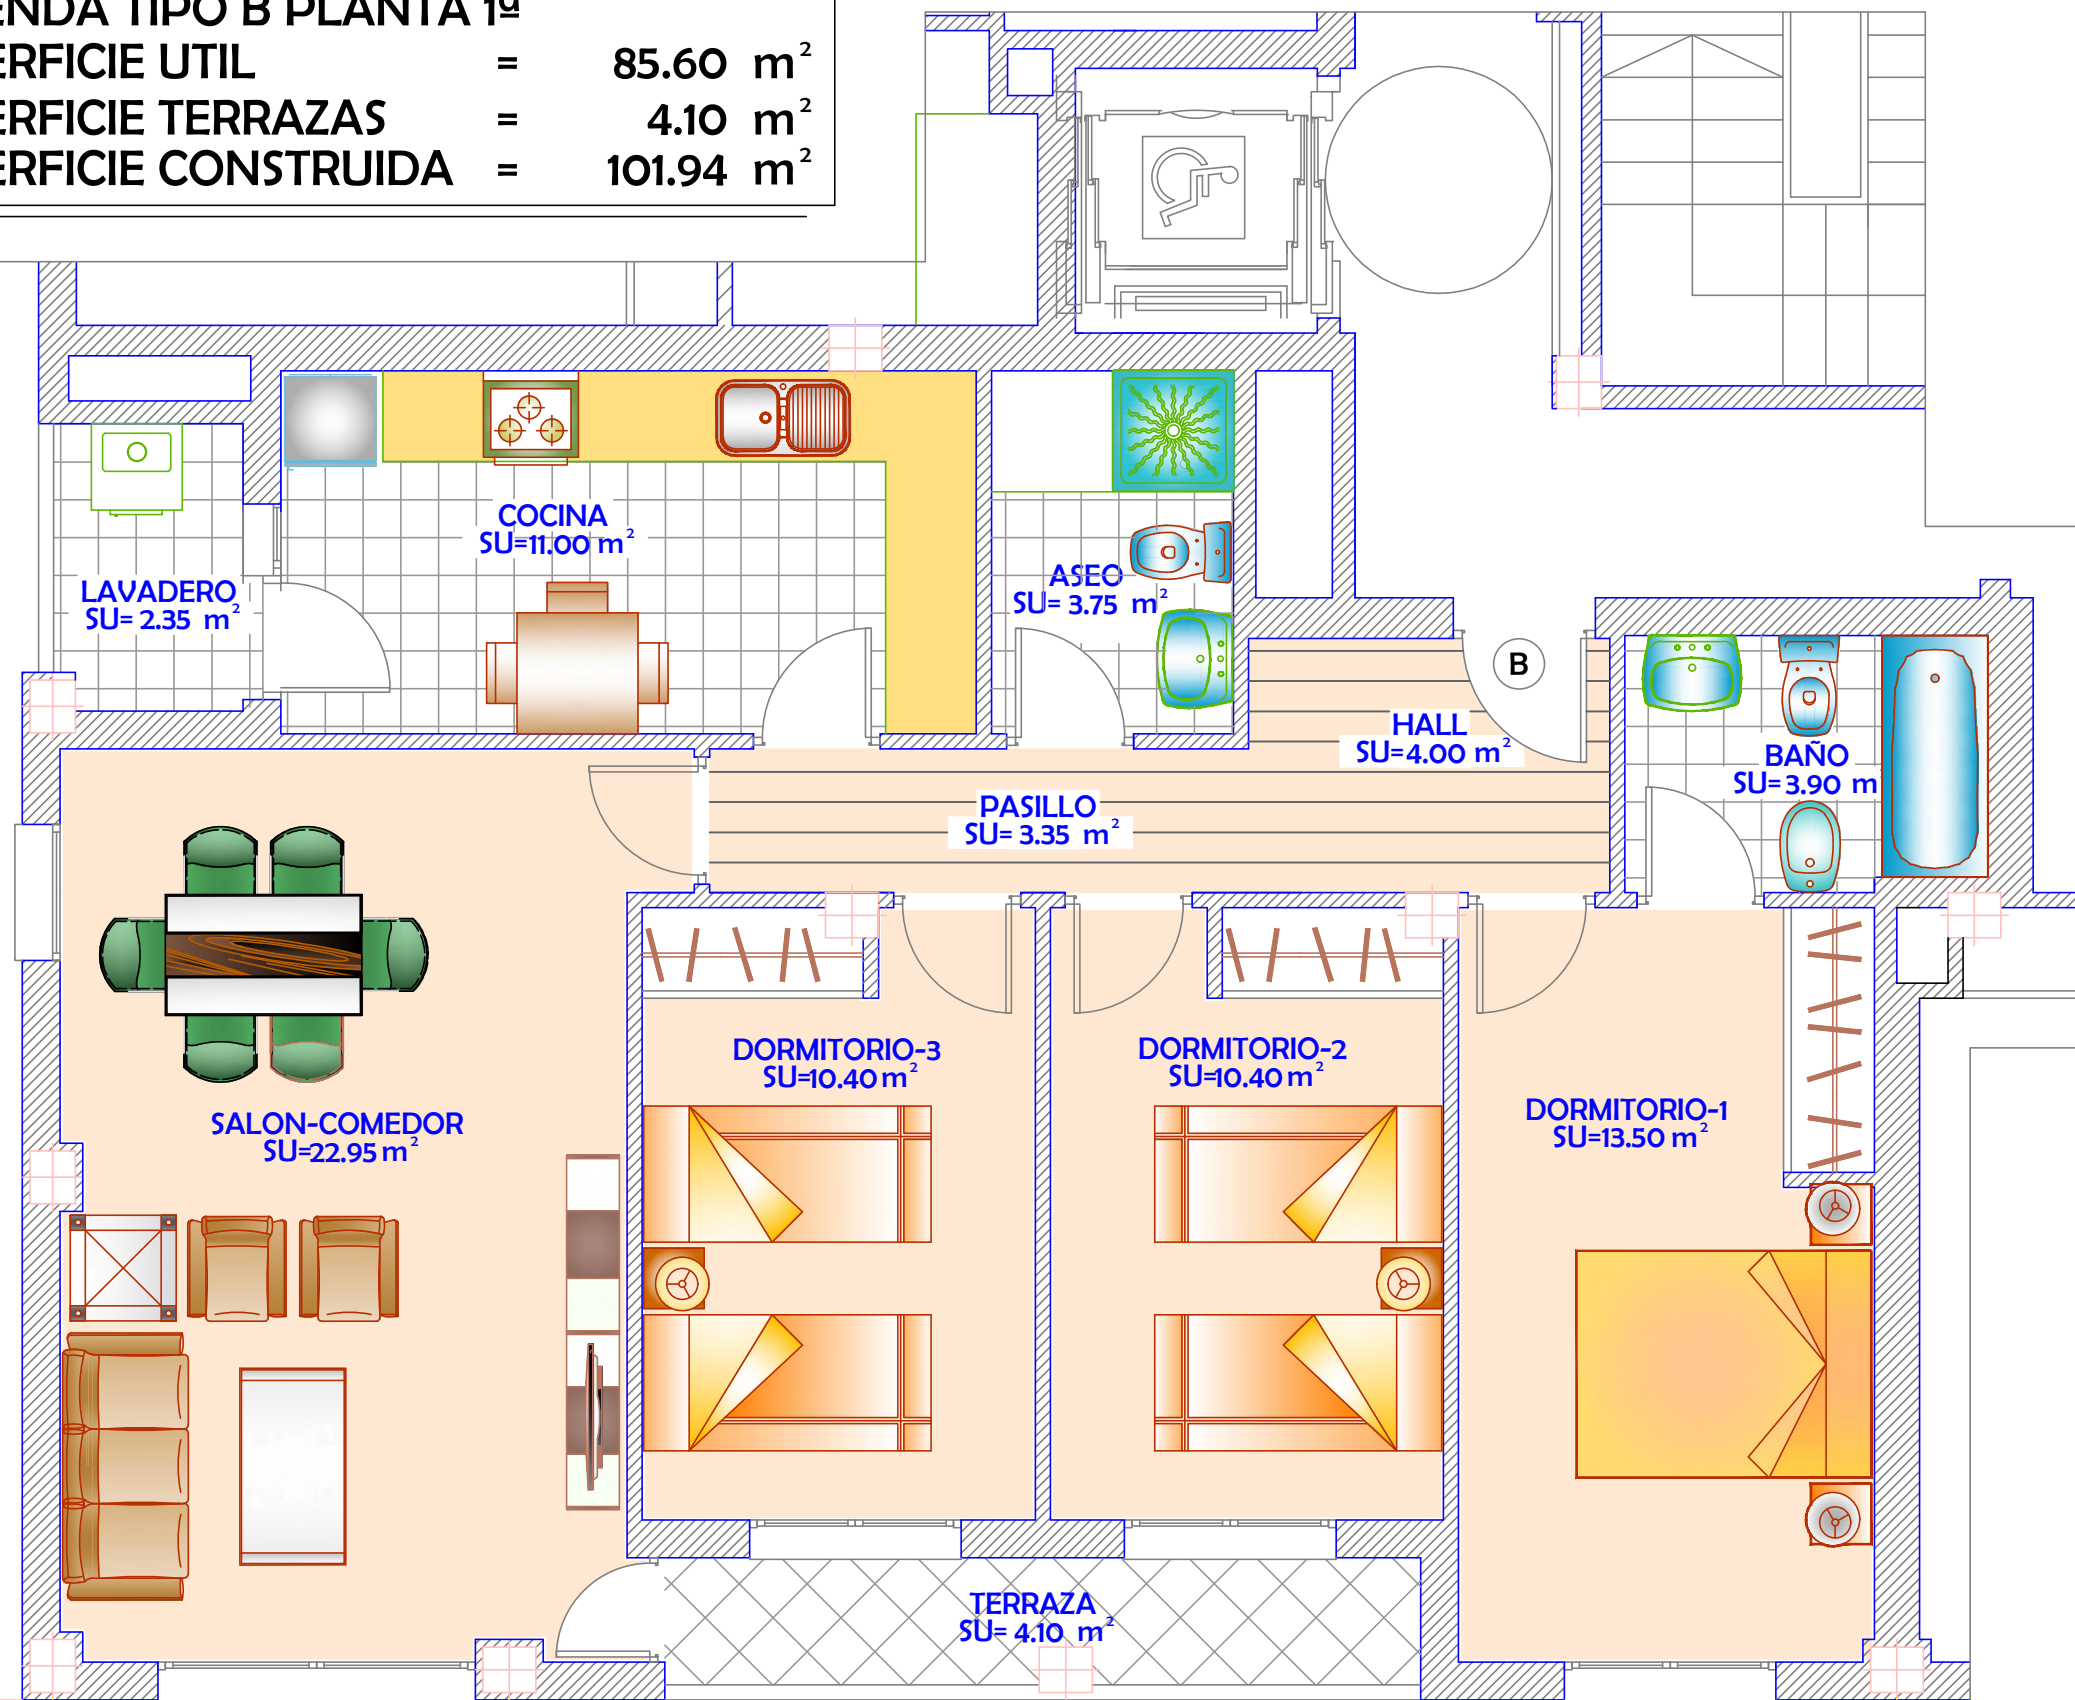 ENDA TIPO B PLANTA 1ª
ERFICIE UTIL = 85.60 m²
ERFICIE TERRAZAS = 4.10 m²
ERFICIE CONSTRUIDA = 101.94 m²
COCINA
SU=11.00 m²
LAVADERO
SU= 2.35 m²
ASEO
SU= 3.75 m²
B
HALL
SU=4.00 m²
BAÑO
SU=3.90 m
PASILLO
SU= 3.35 m²
DORMITORIO-3
SU=10.40 m²
DORMITORIO-2
SU=10.40 m²
DORMITORIO-1
SU=13.50 m²
SALON-COMEDOR
SU=22.95 m²
TERRAZA
SU= 4.10 m²